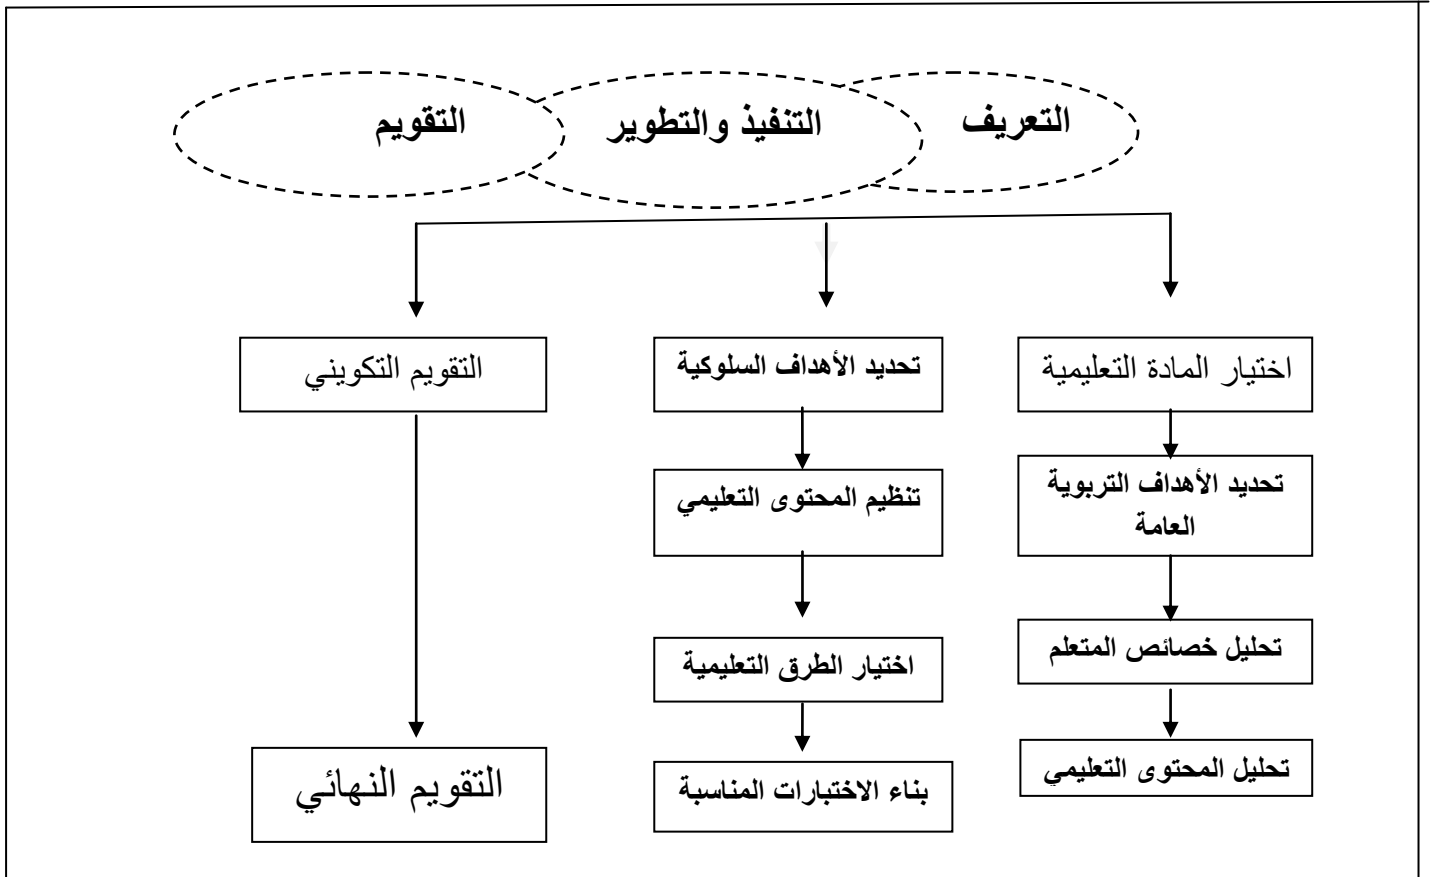 التعريف
التنفيذ والتطوير
التقويم
اختيار المادة التعليمية
تحديد الأهداف التربوية
العامة
تحليل خصائص المتعلم
تحليل المحتوى التعليمي
تحديد الأهداف السلوكية
تنظيم المحتوى التعليمي
اختيار الطرق التعليمية
بناء الاختبارات المناسبة
التقويم التكويني
التقويم النهائي